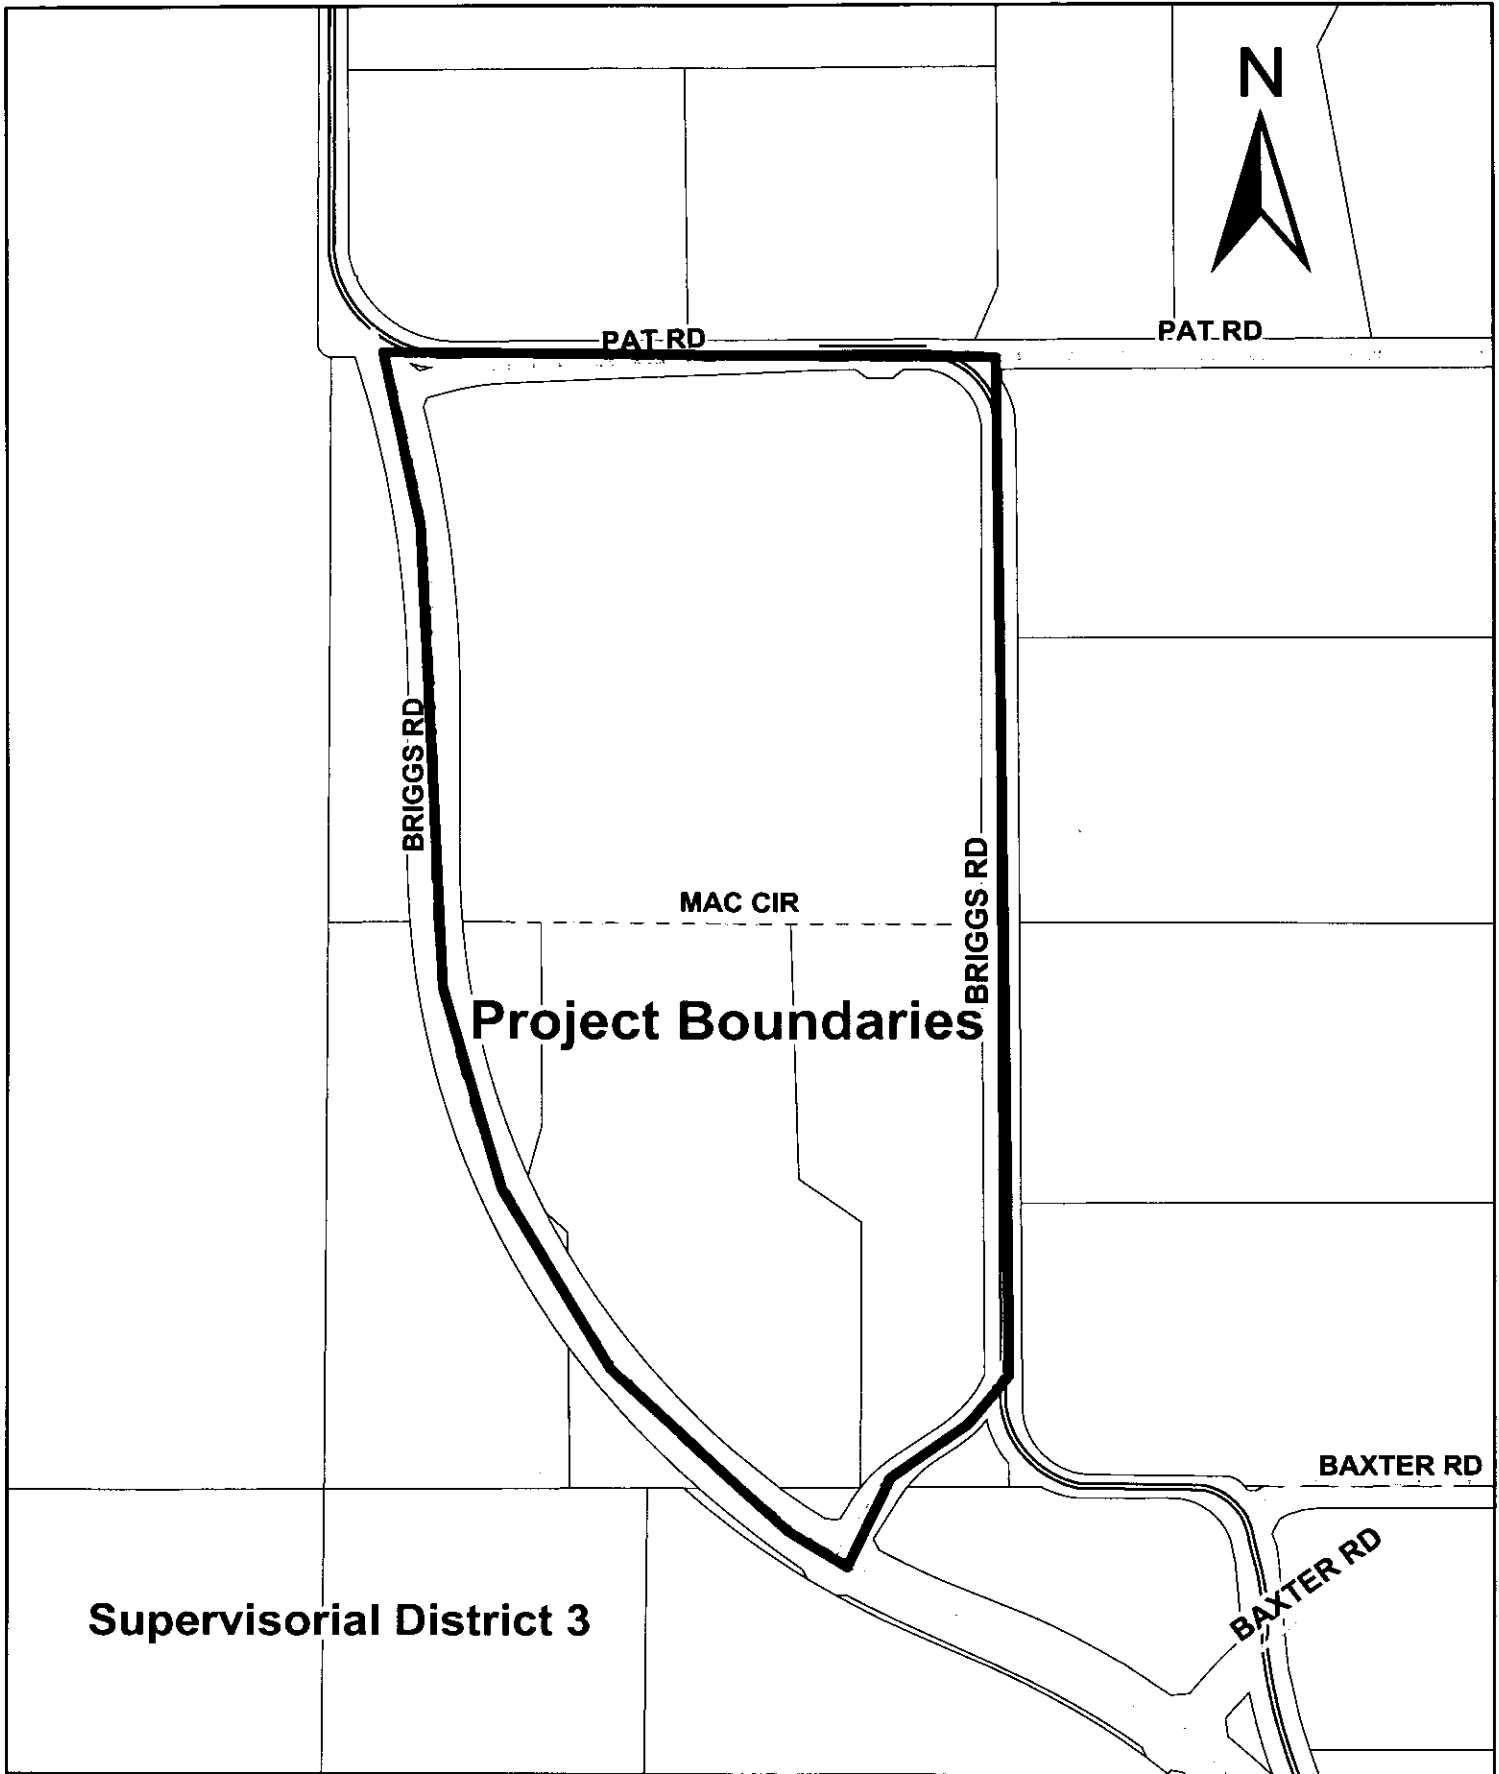 N
PAT RD
PAT RD
BRIGGS RD
BRIGGS RD
MAC CIR
Project Boundaries
BAXTER RD
BAXTER RD
Supervisorial District 3